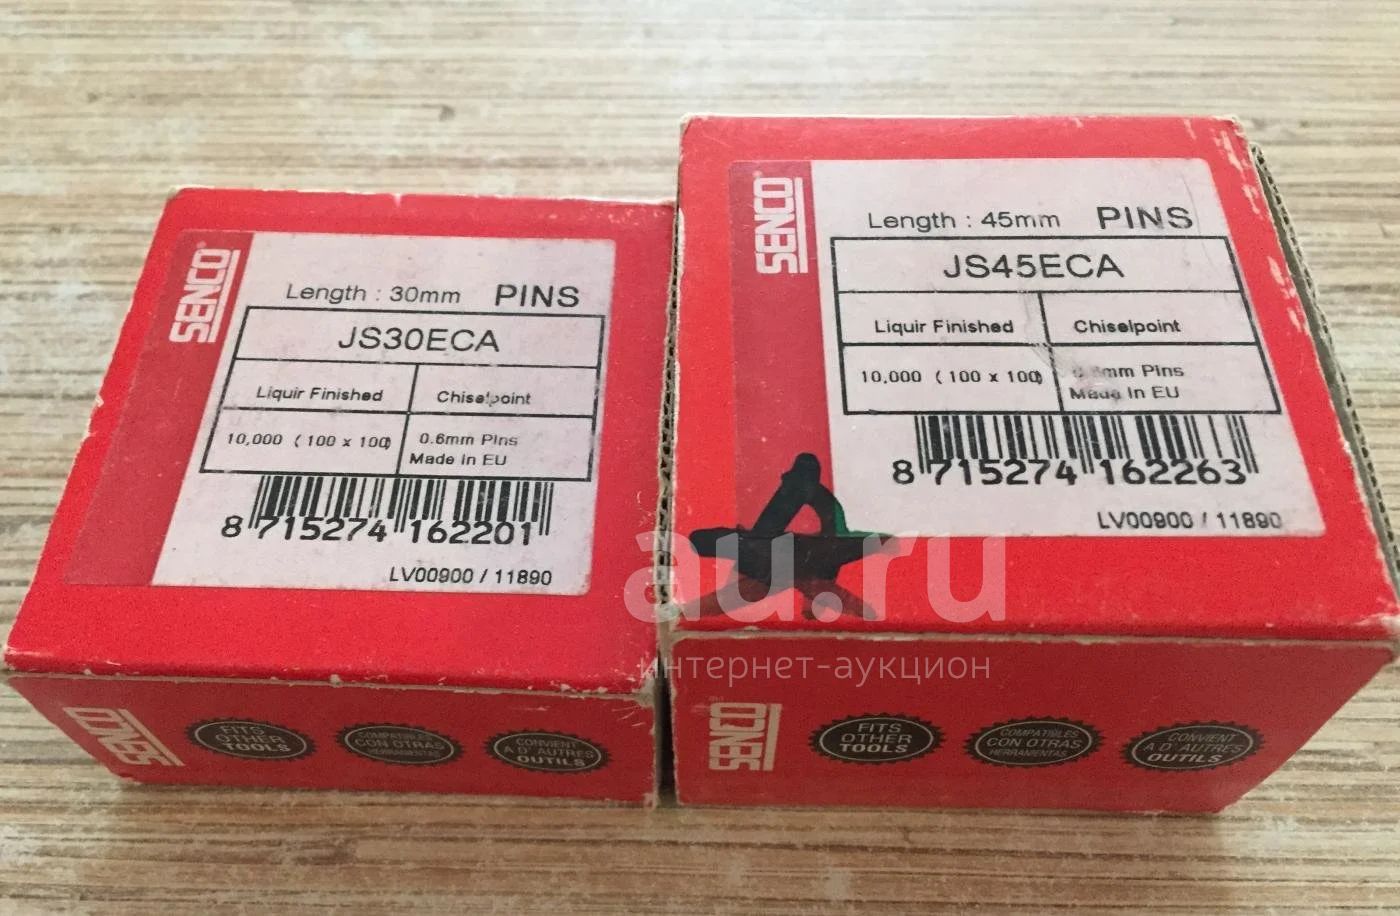 SENCO
Length : 30mm PINS
JS30ECA
Liquir Finished Chiselpoint
10,000 ( 100 x 100) 0.6mm Pins
Made in EU
8 715274 162201
LV00900 / 11890
SENCO
FITS OTHER TOOLS
COMPATIBLES CON OTRAS HERRAMIENTAS
CONVIENT A D' AUTRES OUTILS
SENCO
Length : 45mm PINS
JS45ECA
Liquir Finished Chiselpoint
10,000 ( 100 x 100) mm Pins
Made in EU
8 715274 162263
LV00900 / 11890
SENCO
FITS OTHER TOOLS
COMPATIBLES CON OTRAS HERRAMIENTAS
CONVIENT A D' AUTRES OUTILS
au.ru
интернет-аукцион